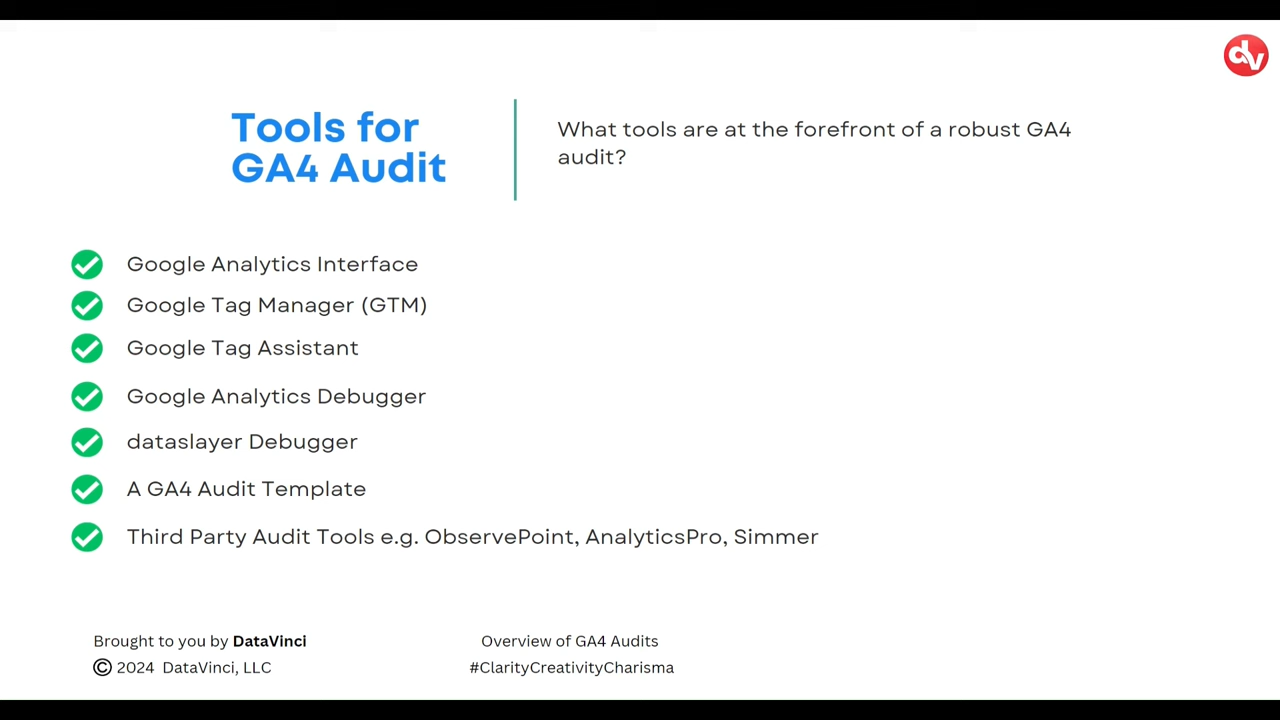 dv
Tools for
GA4 Audit
What tools are at the forefront of a robust GA4
audit?
Google Analytics Interface
Google Tag Manager (GTM)
Google Tag Assistant
Google Analytics Debugger
dataslayer Debugger
A GA4 Audit Template
Third Party Audit Tools e.g. ObservePoint, AnalyticsPro, Simmer
Brought to you by DataVinci
© 2024 DataVinci, LLC
Overview of GA4 Audits
#ClarityCreativityCharisma